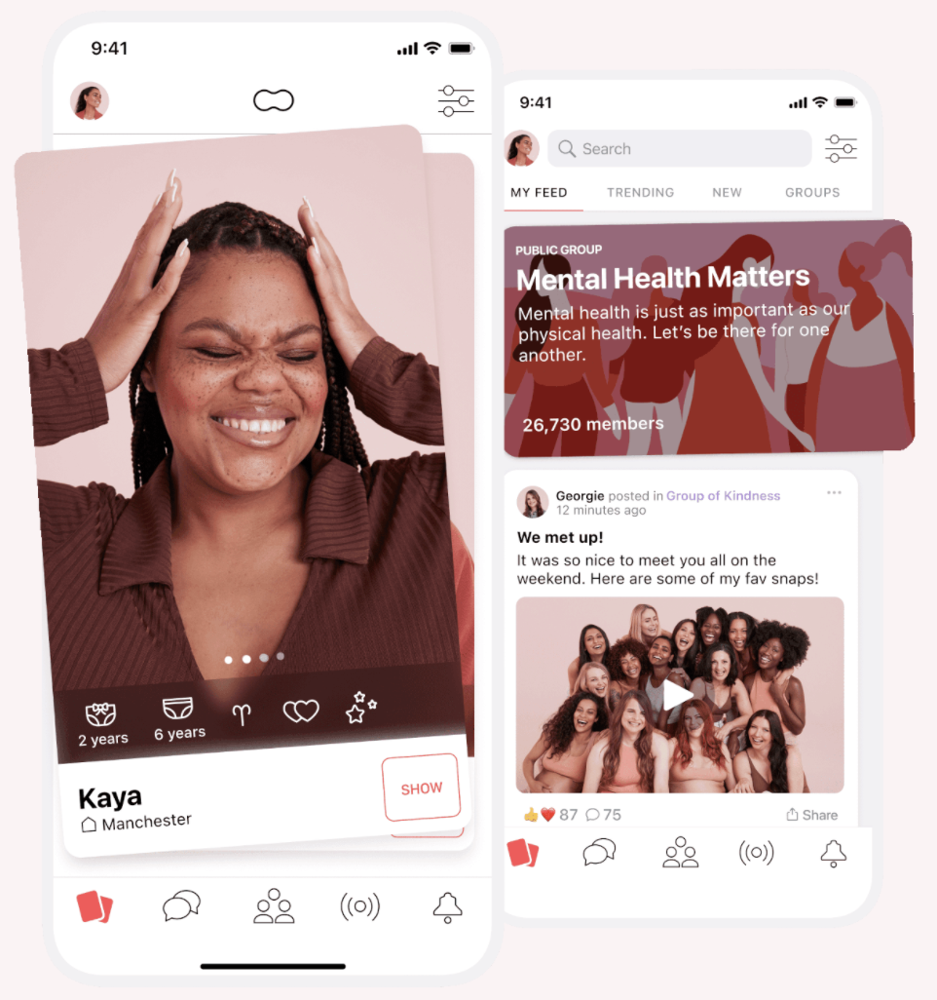 9:41
2 years
6 years
Kaya
Manchester
SHOW
9:41
Search
MY FEED
TRENDING
NEW
GROUPS
PUBLIC GROUP
Mental Health Matters
Mental health is just as important as our
physical health. Let's be there for one
another.
26,730 members
Georgie posted in Group of Kindness
12 minutes ago
We met up!
It was so nice to meet you all on the
weekend. Here are some of my fav snaps!
87
75
Share